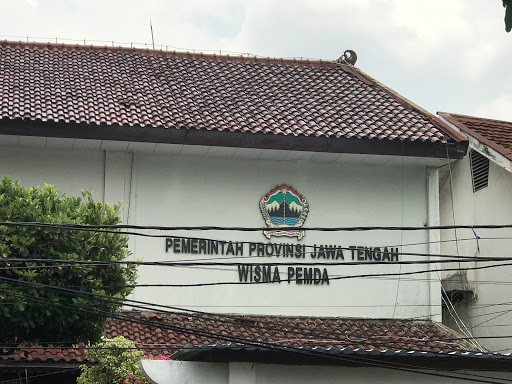 PEMERINTAH PROVINSI JAWA TENGAH
WISMA PEMDA